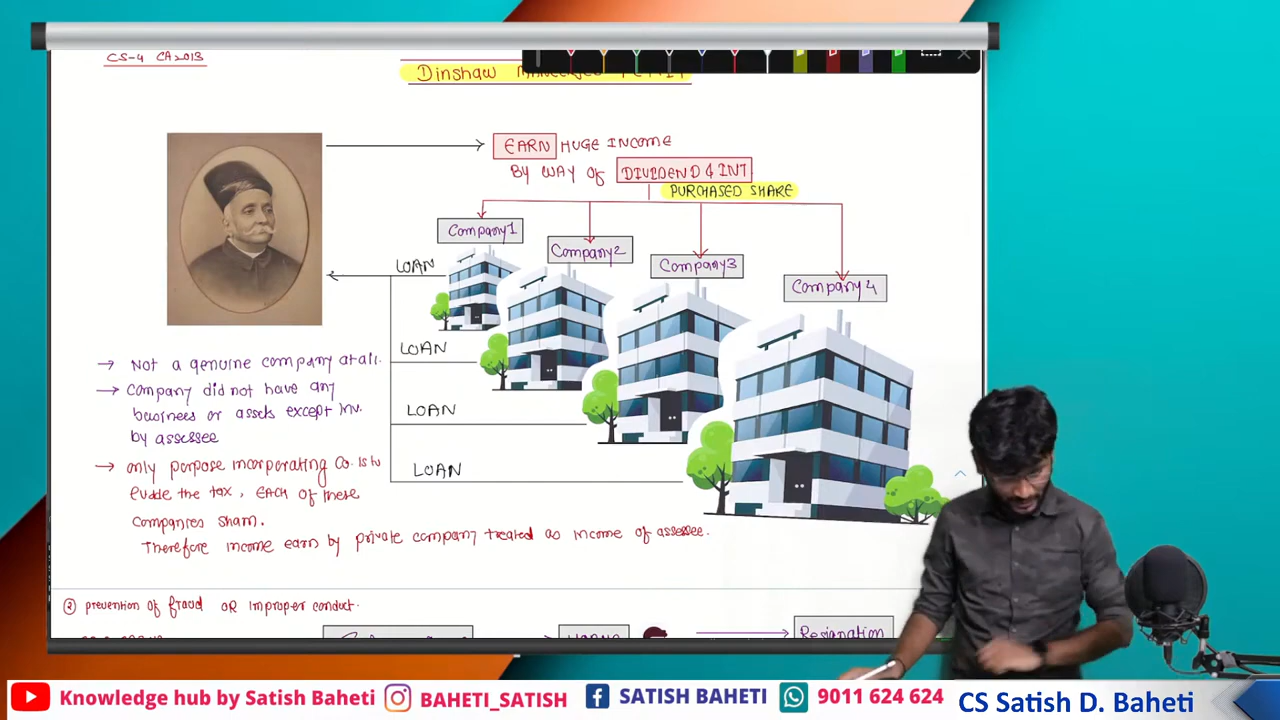 CS-4 CA2013
Dinshaw
EARN HUGE INCOME
BY WAY OF DIVIDEND & INT
PURCHASED SHARE
Company1
Company2
Company3
Company4
LOAN
LOAN
LOAN
LOAN
→ Not a genuine company at all.
→ Company did not have any
businees or assets except Inv.
by assessee
→ only purpose incorporating Co. is to
Evade the tax, EACH of these
Companies sham.
Therefore income earn by private company treated as income of assessee.
② prevention of fraud OR Improper conduct.
Resignation
Knowledge hub by Satish Baheti
BAHETI_SATISH
SATISH BAHETI
9011 624 624
CS Satish D. Baheti